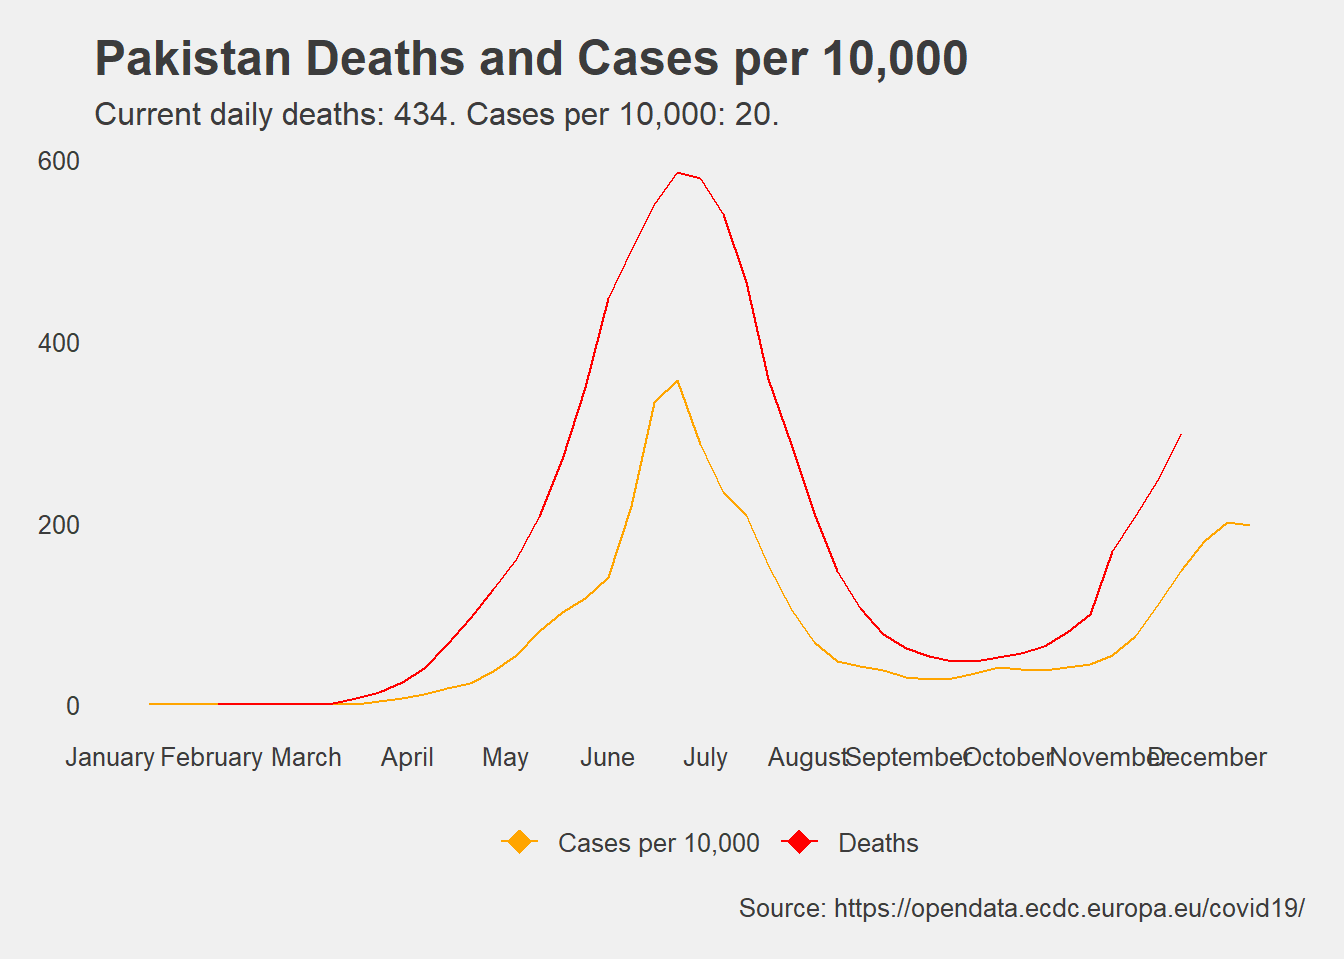 Pakistan Deaths and Cases per 10,000
Current daily deaths: 434. Cases per 10,000: 20.
600
400
200
0
January February March April May June July August September October November December
Cases per 10,000 Deaths
Source: https://opendata.ecdc.europa.eu/covid19/